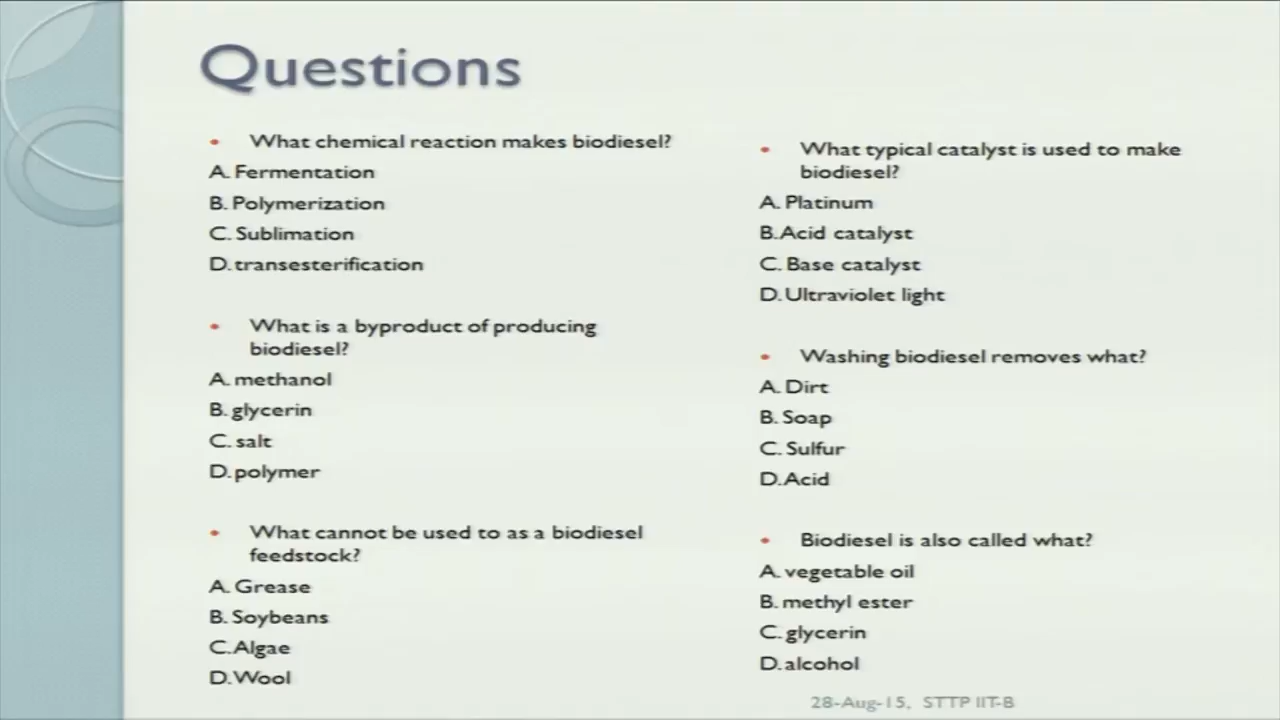 Questions
• What chemical reaction makes biodiesel?
A. Fermentation
B. Polymerization
C. Sublimation
D. transesterification
• What is a byproduct of producing
biodiesel?
A. methanol
B. glycerin
C. salt
D. polymer
• What cannot be used to as a biodiesel
feedstock?
A. Grease
B. Soybeans
C. Algae
D. Wool
• What typical catalyst is used to make
biodiesel?
A. Platinum
B. Acid catalyst
C. Base catalyst
D. Ultraviolet light
• Washing biodiesel removes what?
A. Dirt
B. Soap
C. Sulfur
D. Acid
• Biodiesel is also called what?
A. vegetable oil
B. methyl ester
C. glycerin
D. alcohol
28-Aug-15, STTP IIT-B